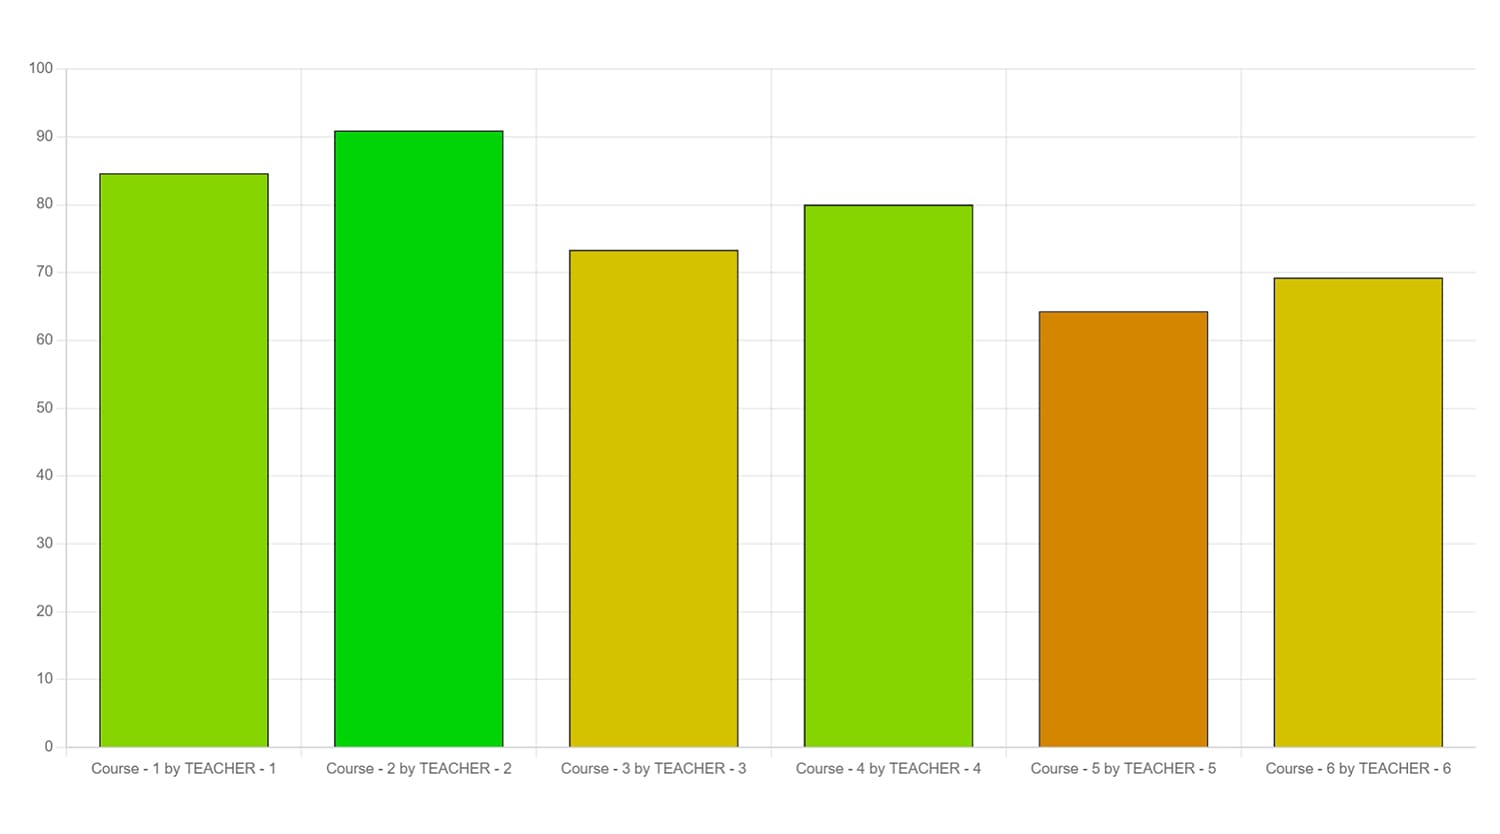 100
90
80
70
60
50
40
30
20
10
0
Course - 1 by TEACHER - 1
Course - 2 by TEACHER - 2
Course - 3 by TEACHER - 3
Course - 4 by TEACHER - 4
Course - 5 by TEACHER - 5
Course - 6 by TEACHER - 6